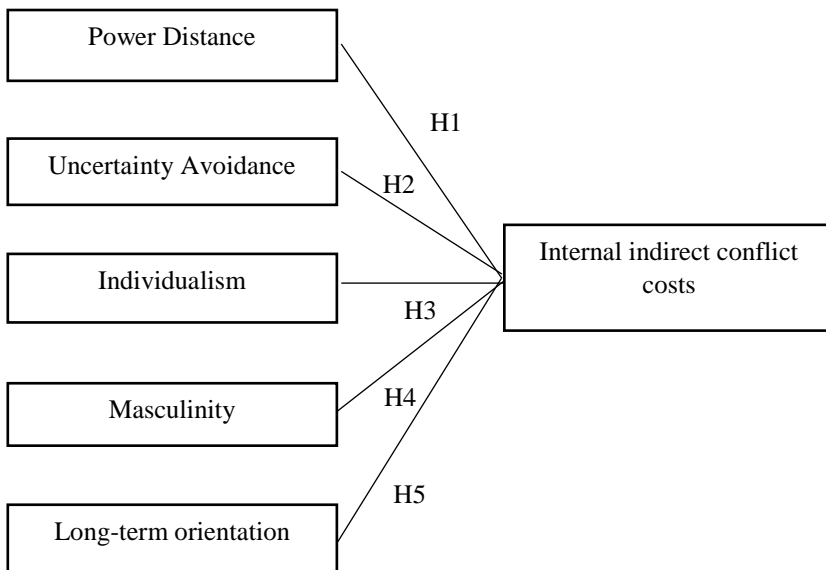 Power Distance
H1
Uncertainty Avoidance
H2
Internal indirect conflict
costs
Individualism
H3
Masculinity
H4
H5
Long-term orientation